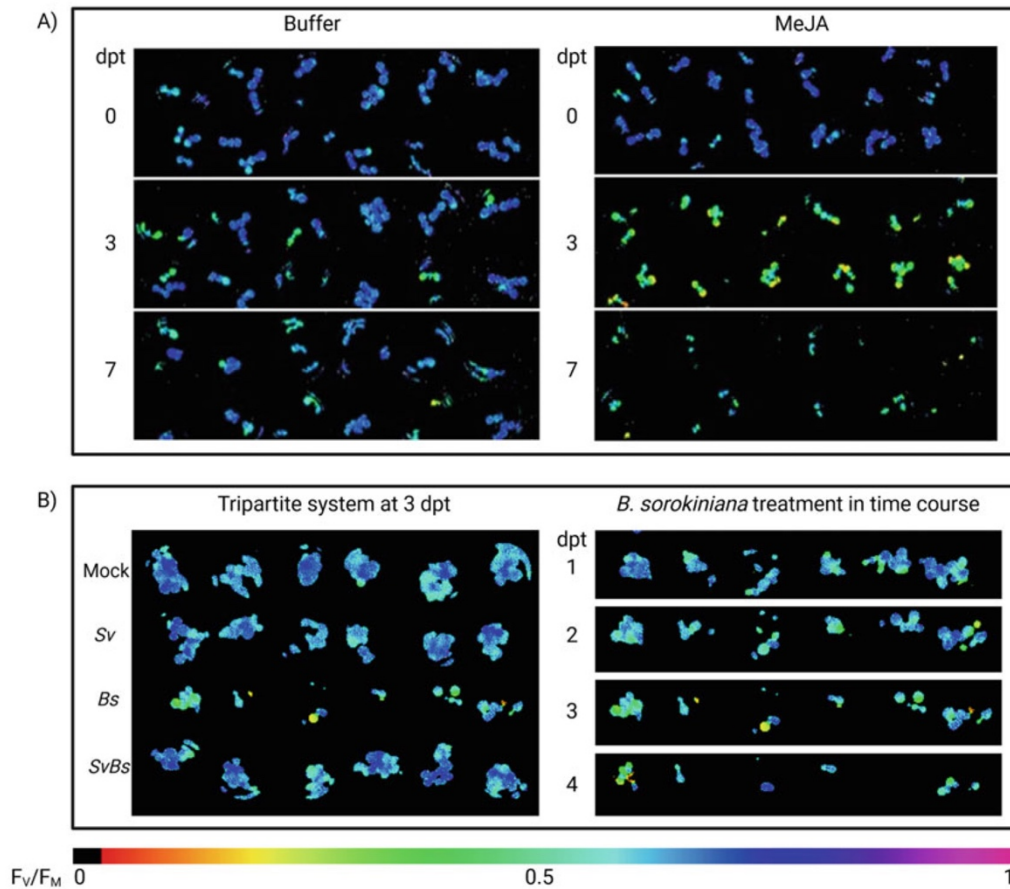 A)
Buffer
MeJA
dpt
0
3
7
0
3
7
B)
Tripartite system at 3 dpt
B. sorokiniana treatment in time course
Mock
Sv
Bs
SvBs
dpt
1
2
3
4
FV/FM 0 0.5 1